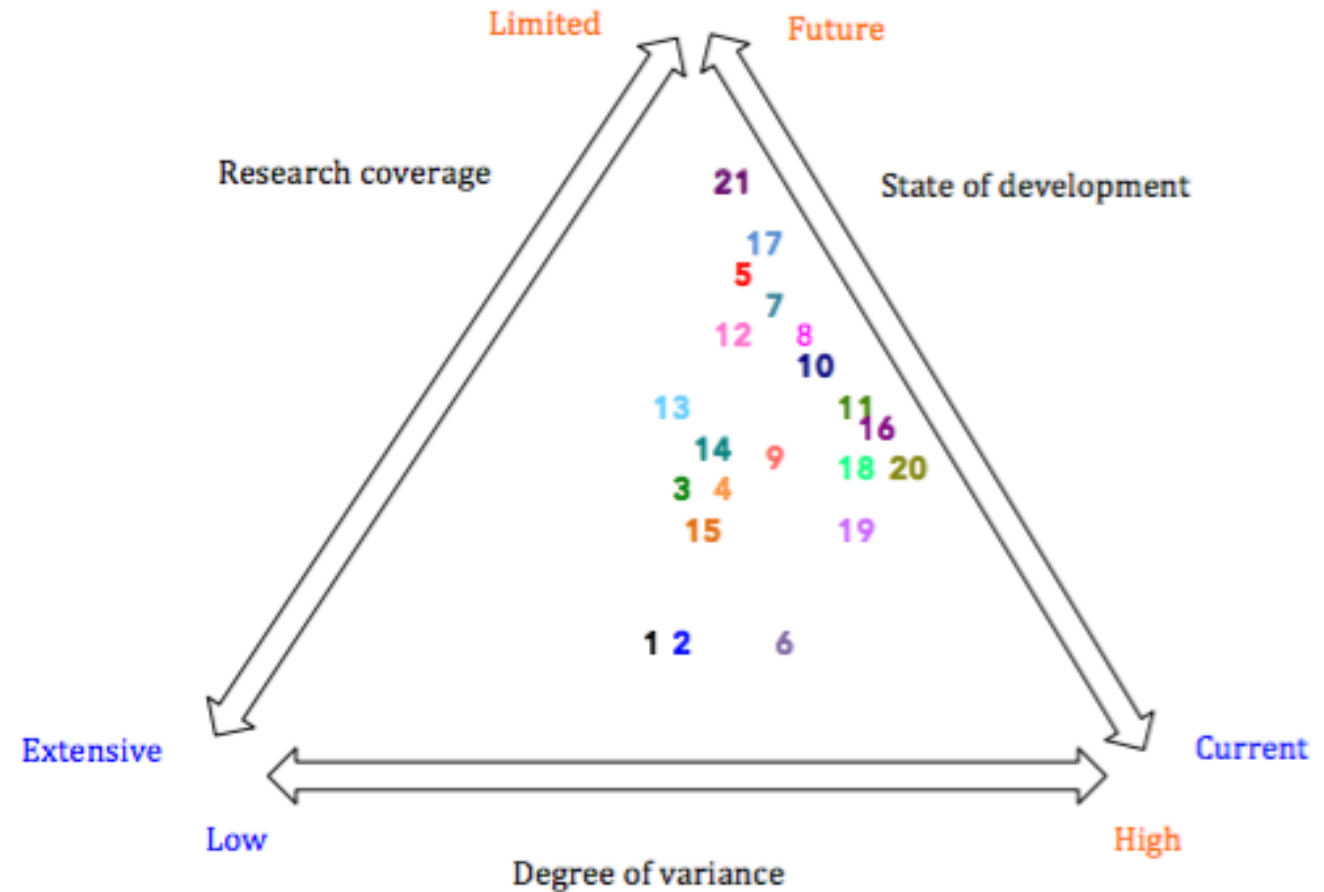 Limited
Future
Research coverage
State of development
21
17
5
7
12
8
10
13
11
16
14
9
18
20
3
4
15
19
1
2
6
Extensive
Current
Low
High
Degree of variance